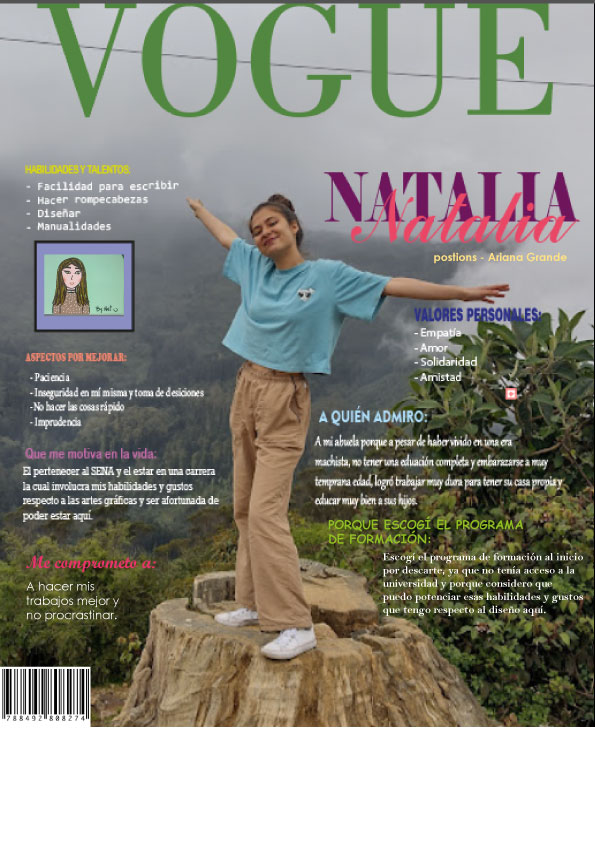 VOGUE
HABILIDADES Y TALENTOS:
- Facilidad para escribir
- Hacer rompecabezas
- Diseñar
- Manualidades
By Nat
NATALIA
Natalia
postions - Ariana Grande
VALORES PERSONALES:
- Empatía
- Amor
- Solidaridad
- Amistad
ASPECTOS POR MEJORAR:
- Paciencia
- Inseguridad en mí misma y toma de desiciones
- No hacer las cosas rápido
- Imprudencia
A QUIÉN ADMIRO:
A mi abuela porque a pesar de haber vivido en una era
machista, no tener una eduación completa y embarazarse a muy
temprana edad, logró trabajar muy dura para tener su casa propia y
educar muy bien a sus hijos.
Que me motiva en la vida:
El pertenecer al SENA y el estar en una carrera
la cual involucra mis habilidades y gustos
respecto a las artes gráficas y ser afortunada de
poder estar aquí.
PORQUE ESCOGÍ EL PROGRAMA
DE FORMACIÓN:
Escogí el programa de formación al inicio
por descarte, ya que no tenía acceso a la
universidad y porque considero que
puedo potenciar esas habilidades y gustos
que tengo respecto al diseño aquí.
Me comprometo a:
A hacer mis
trabajos mejor y
no procrastinar.
788492 808274